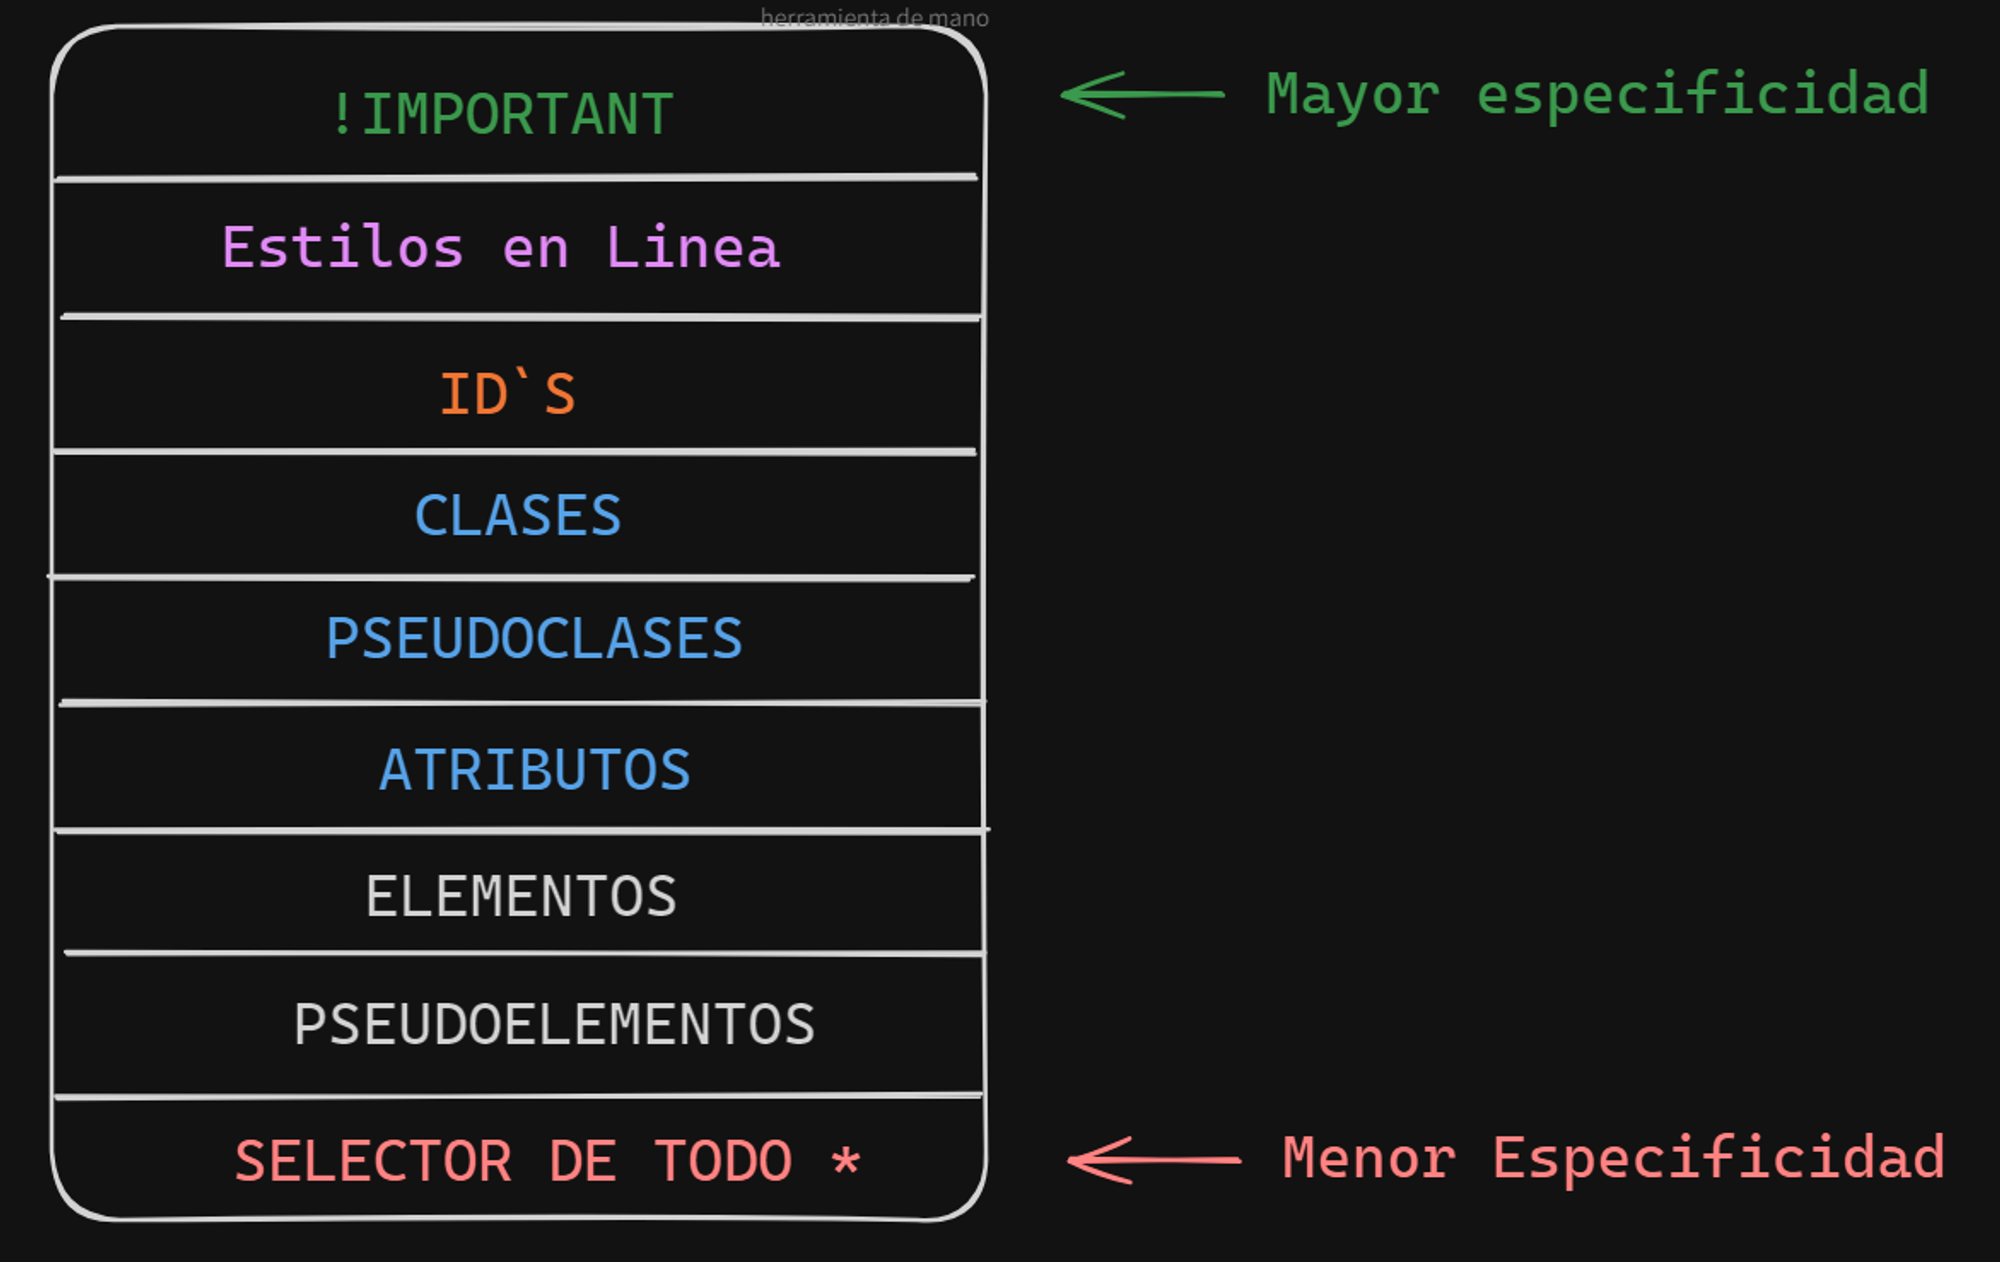 herramienta de mano
!IMPORTANT
Mayor especificidad
Estilos en Linea
ID`S
CLASES
PSEUDOCLASES
ATRIBUTOS
ELEMENTOS
PSEUDOELEMENTOS
SELECTOR DE TODO *
Menor Especificidad